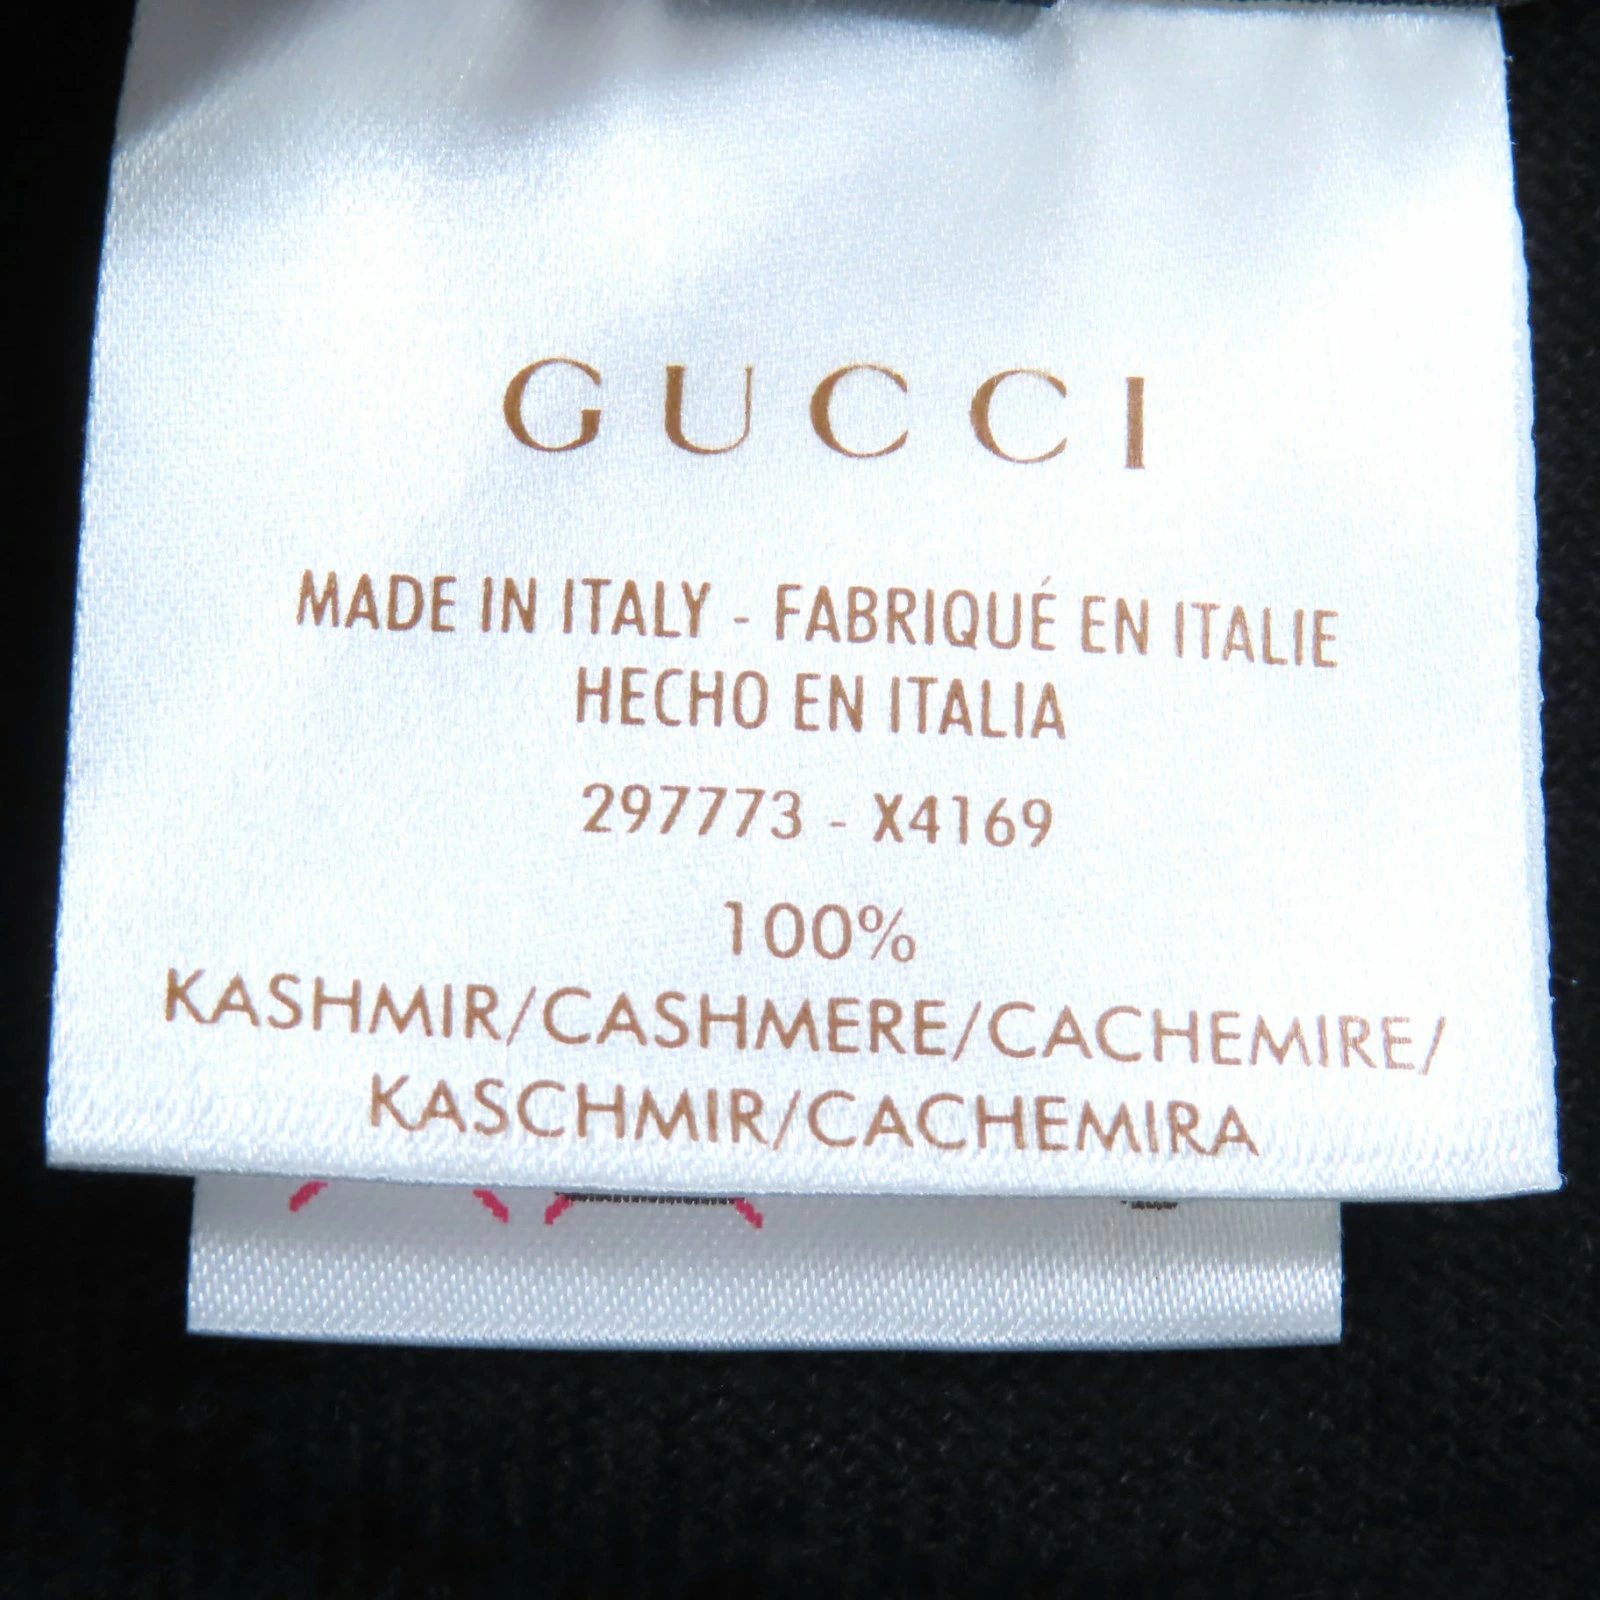 GUCCI
MADE IN ITALY - FABRIQUÉ EN ITALIE
HECHO EN ITALIA
297773 - X4169
100%
KASHMIR/CASHMERE/CACHEMIRE/
KASCHMIR/CACHEMIRA